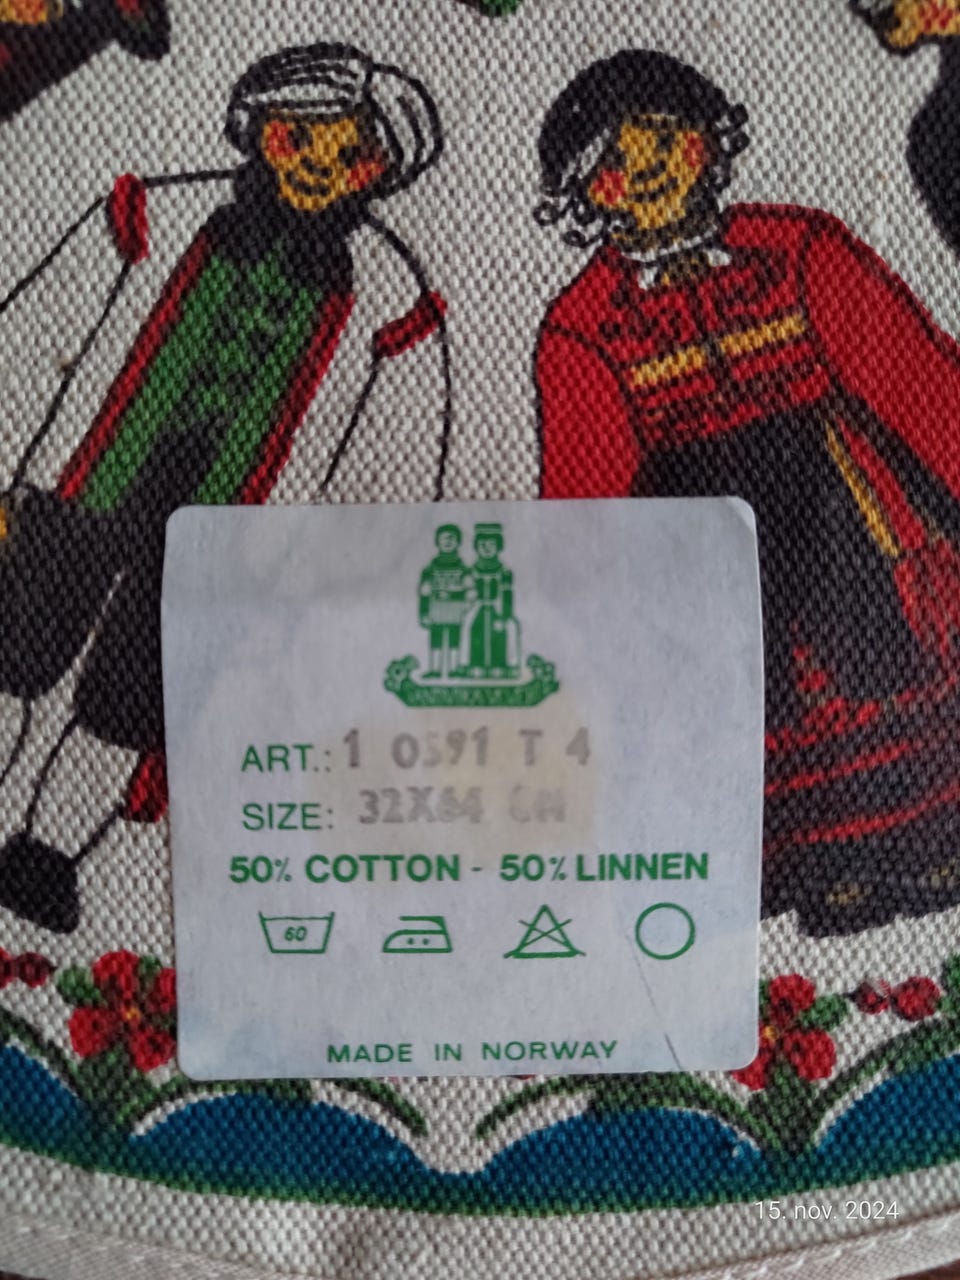 ART.: 1 0591 T 4
SIZE: 32X64 CM
50% COTTON - 50% LINNEN
60
MADE IN NORWAY
15. nov. 2024